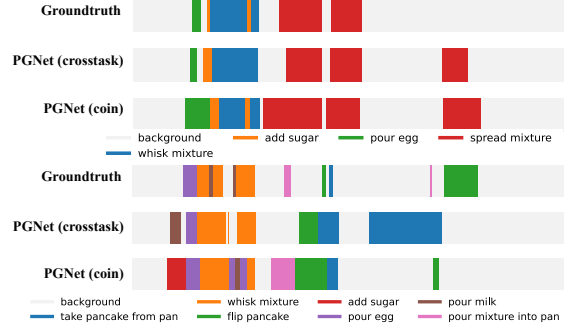 Groundtruth
PGNet (crosstask)
PGNet (coin)
background add sugar pour egg spread mixture
whisk mixture
Groundtruth
PGNet (crosstask)
PGNet (coin)
background whisk mixture add sugar pour milk
take pancake from pan flip pancake pour egg pour mixture into pan